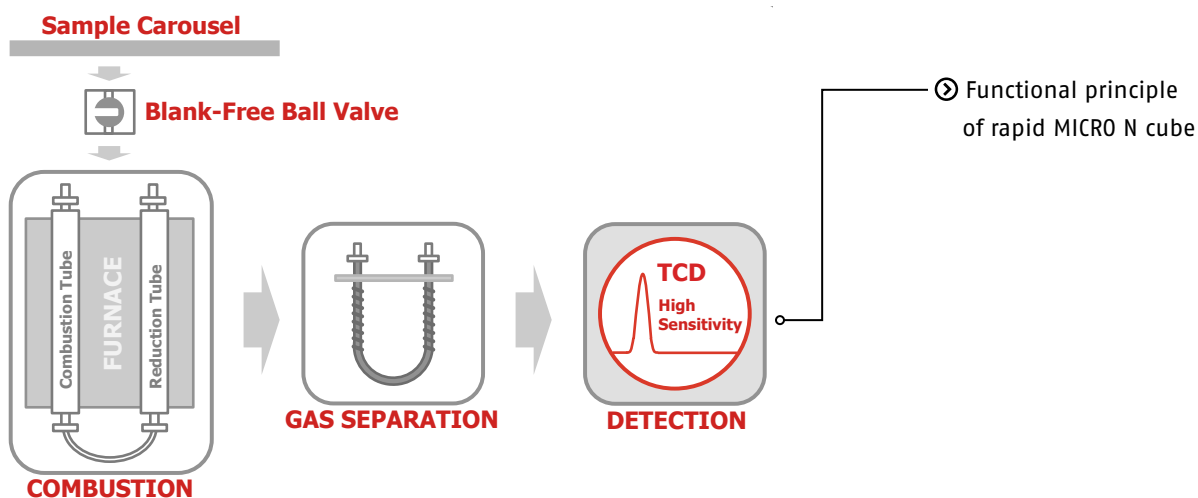 Sample Carousel
Blank-Free Ball Valve
Combustion Tube
FURNACE
Reduction Tube
COMBUSTION
GAS SEPARATION
TCD
High
Sensitivity
DETECTION
Functional principle
of rapid MICRO N cube